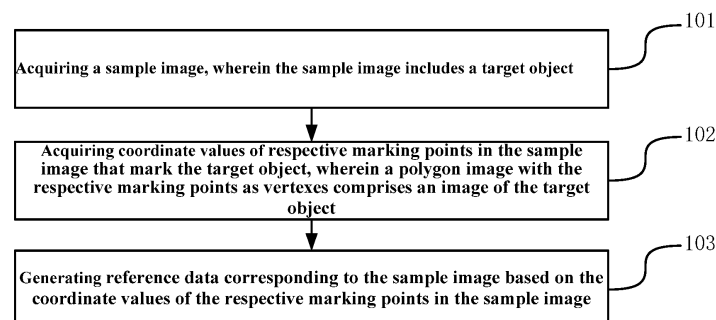 101
Acquiring a sample image, wherein the sample image includes a target object
102
Acquiring coordinate values of respective marking points in the sample
image that mark the target object, wherein a polygon image with the
respective marking points as vertexes comprises an image of the target
object
103
Generating reference data corresponding to the sample image based on the
coordinate values of the respective marking points in the sample image